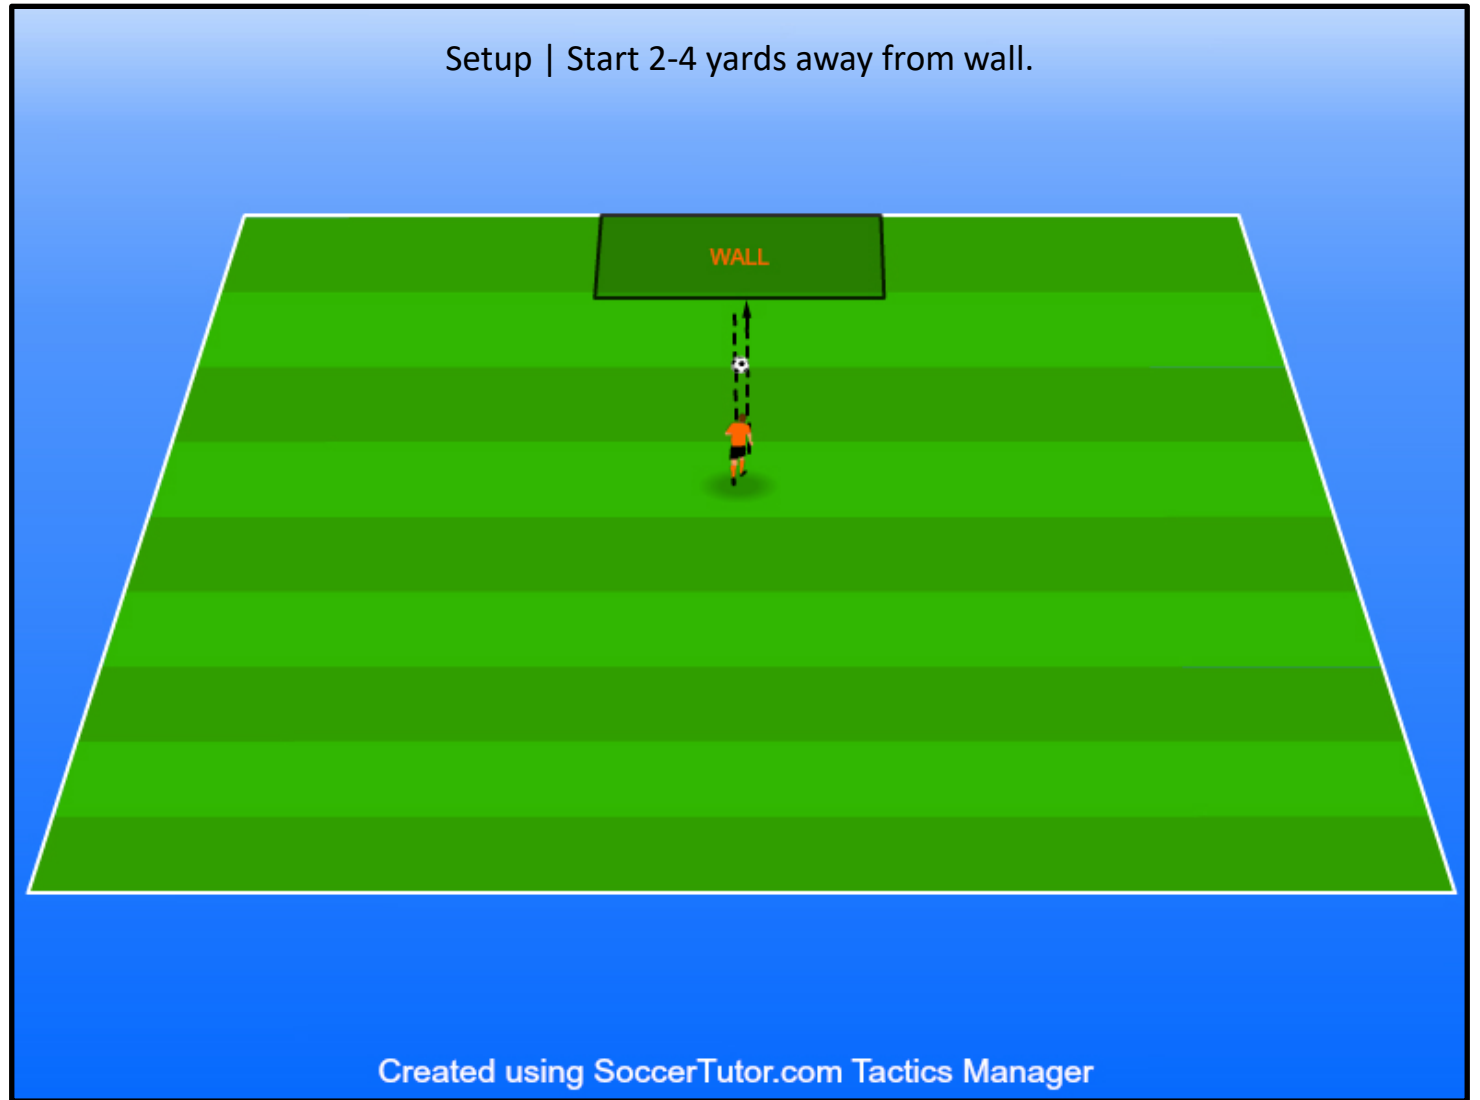 Setup | Start 2-4 yards away from wall.
WALL
Created using SoccerTutor.com Tactics Manager